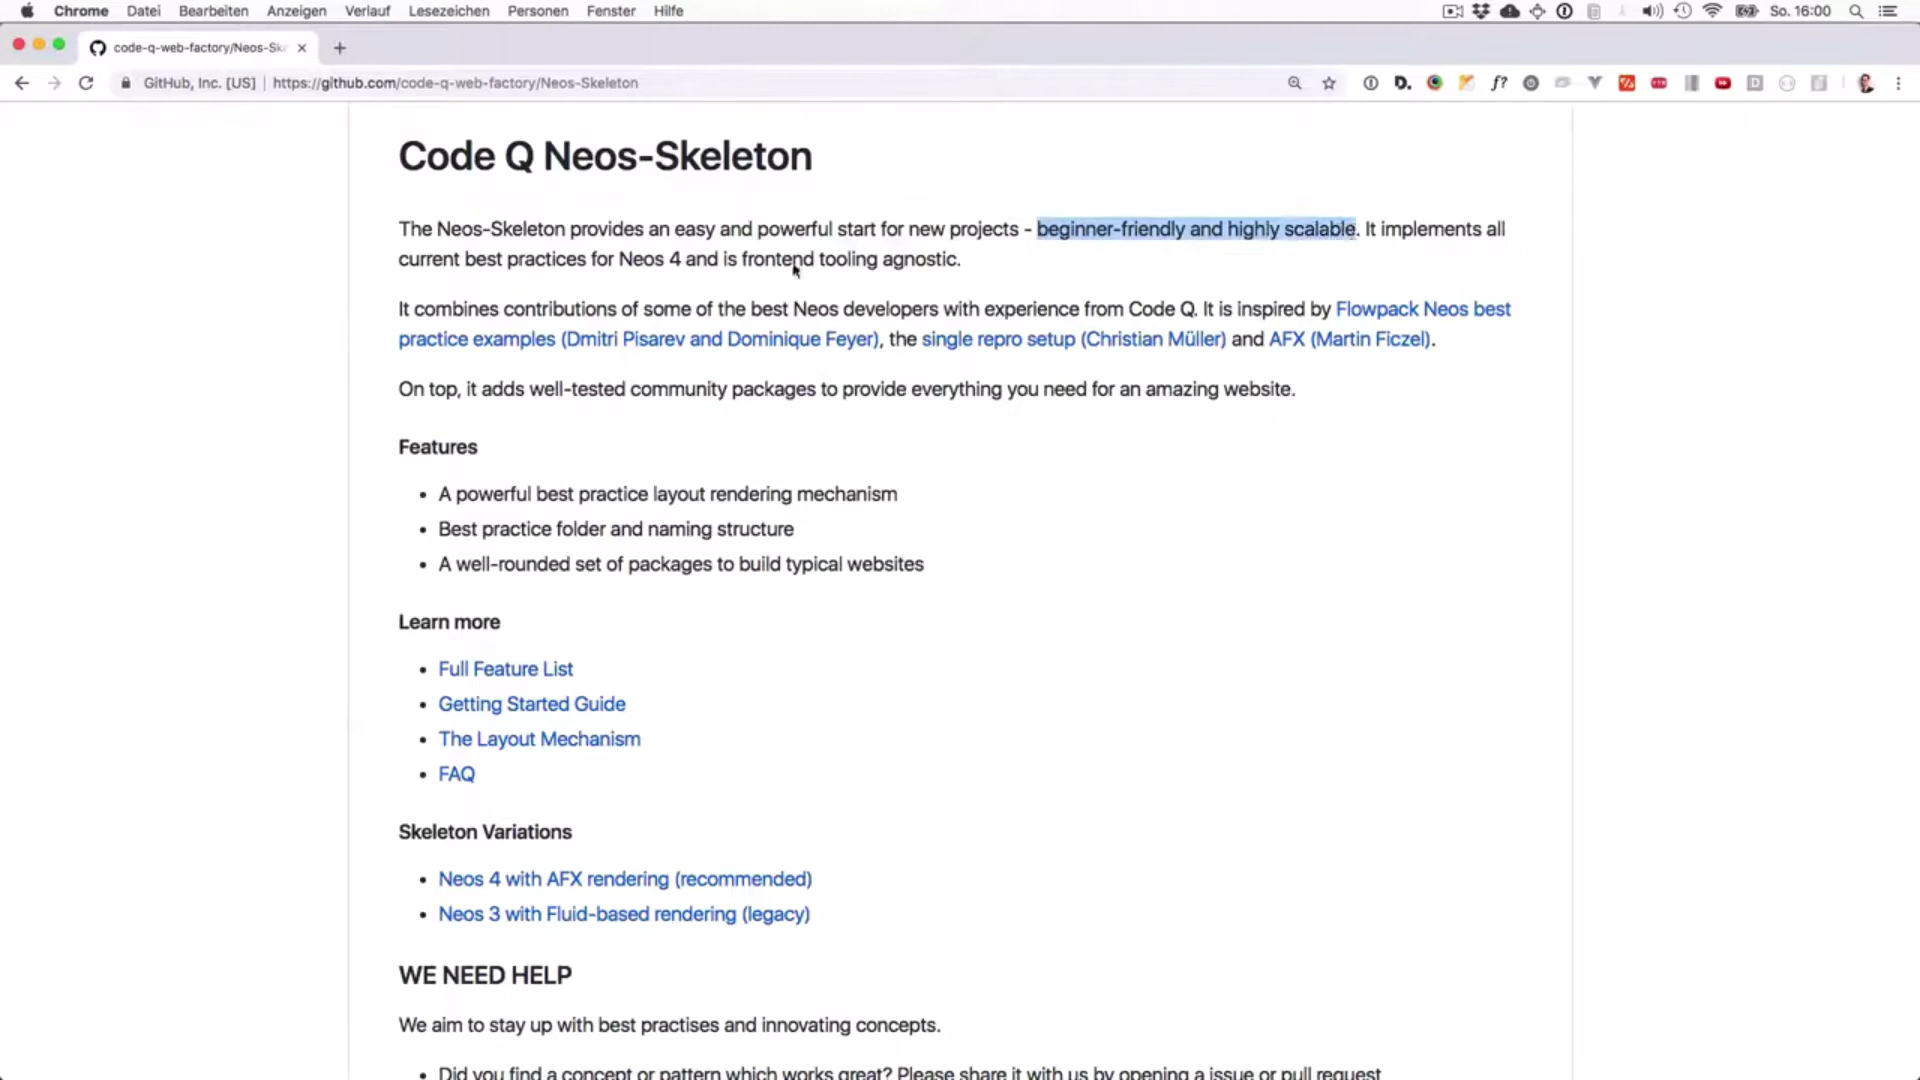 Chrome Datei Bearbeiten Anzeigen Verlauf Lesezeichen Personen Fenster Hilfe So. 16:00
code-q-web-factory/Neos-Sk
GitHub, Inc. [US] https://github.com/code-q-web-factory/Neos-Skeleton
Code Q Neos-Skeleton
The Neos-Skeleton provides an easy and powerful start for new projects - beginner-friendly and highly scalable. It implements all
current best practices for Neos 4 and is frontend tooling agnostic.
It combines contributions of some of the best Neos developers with experience from Code Q. It is inspired by Flowpack Neos best
practice examples (Dmitri Pisarev and Dominique Feyer), the single repro setup (Christian Müller) and AFX (Martin Ficzel).
On top, it adds well-tested community packages to provide everything you need for an amazing website.
Features
• A powerful best practice layout rendering mechanism
• Best practice folder and naming structure
• A well-rounded set of packages to build typical websites
Learn more
• Full Feature List
• Getting Started Guide
• The Layout Mechanism
• FAQ
Skeleton Variations
• Neos 4 with AFX rendering (recommended)
• Neos 3 with Fluid-based rendering (legacy)
WE NEED HELP
We aim to stay up with best practises and innovating concepts.
• Did you find a concept or pattern which works great? Please share it with us by opening a issue or pull request